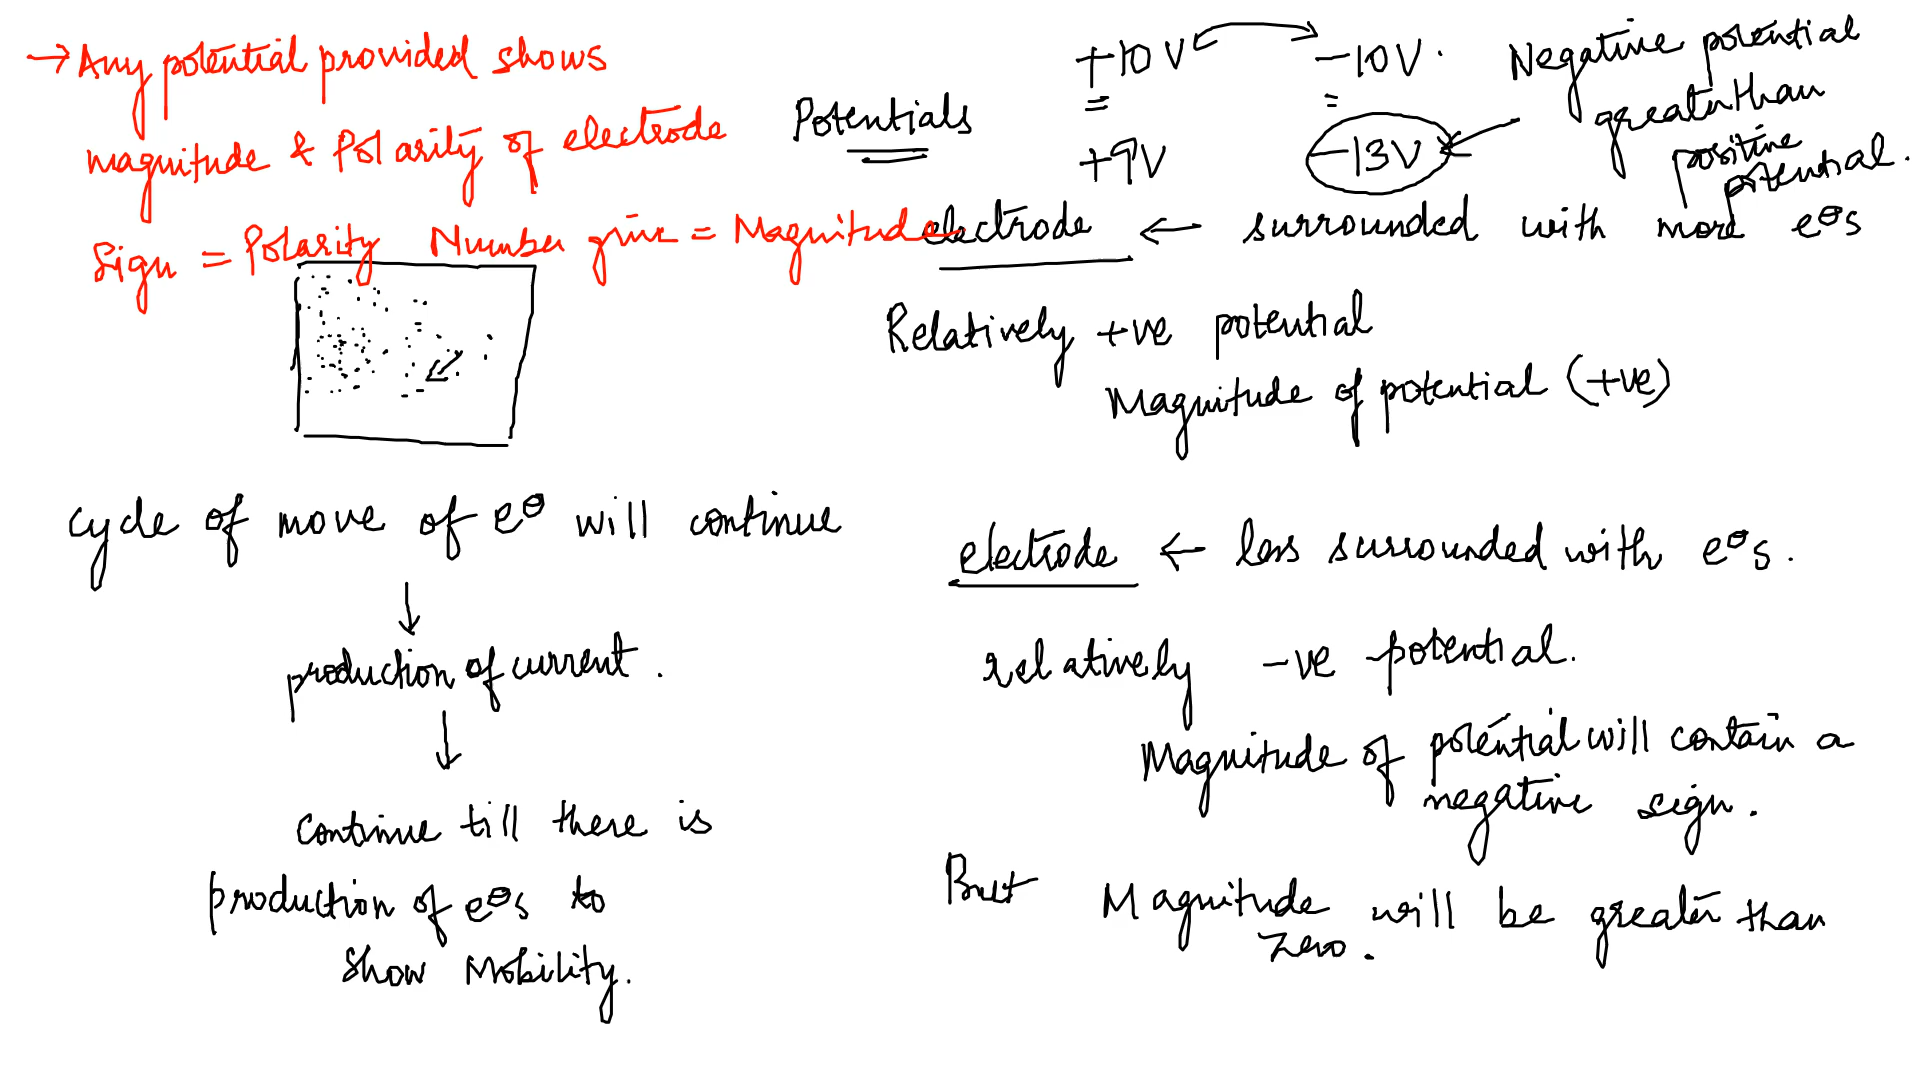 → Any potential provided shows
magnitude & Polarity of electrode
Sign = Polarity Number give = Magnitude
Potentials
+10V -10V.
= =
+9V -13V
Negative potential
greater than
positive
potential.
electrode ← surrounded with more e⊖s
Relatively +ve potential
Magnitude of potential (+ve)
cycle of move of e⊖ will continue
↓
production of current.
↓
Continue till there is
production of e⊖s to
Show Mobility.
electrode ← less surrounded with e⊖s.
relatively -ve potential.
Magnitude of potential will contain a
negative sign.
But Magnitude will be greater than
Zero.